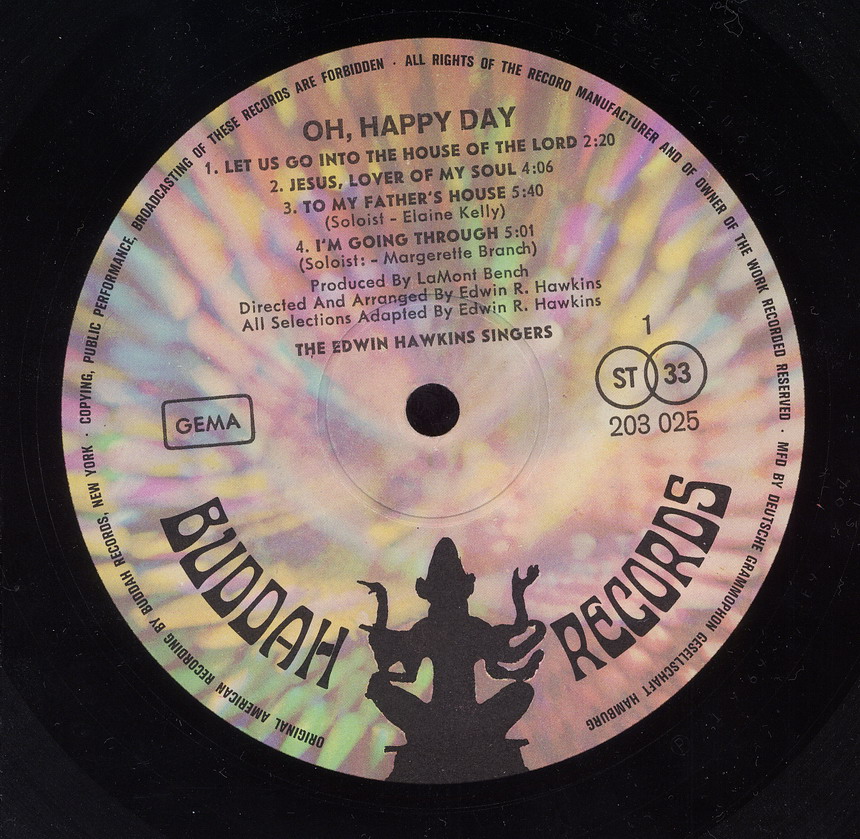 OH, HAPPY DAY
1. LET US GO INTO THE HOUSE OF THE LORD 2:20
2. JESUS, LOVER OF MY SOUL 4:06
3. TO MY FATHER'S HOUSE 5:40
(Soloist - Elaine Kelly)
4. I'M GOING THROUGH 5:01
(Soloist: - Margerette Branch)
Produced By LaMont Bench
Directed And Arranged By Edwin R. Hawkins
All Selections Adapted By Edwin R. Hawkins
THE EDWIN HAWKINS SINGERS
1
ST 33
203 025
GEMA
BUDDAH RECORDS
ORIGINAL AMERICAN RECORDING BY BUDDAH RECORDS, NEW YORK · COPYING, PUBLIC PERFORMANCE, BROADCASTING OF THESE RECORDS ARE FORBIDDEN · ALL RIGHTS OF THE RECORD MANUFACTURER AND OF OWNER OF THE WORK RECORDED RESERVED · MFD BY DEUTSCHE GRAMMOPHON GESELLSCHAFT HAMBURG